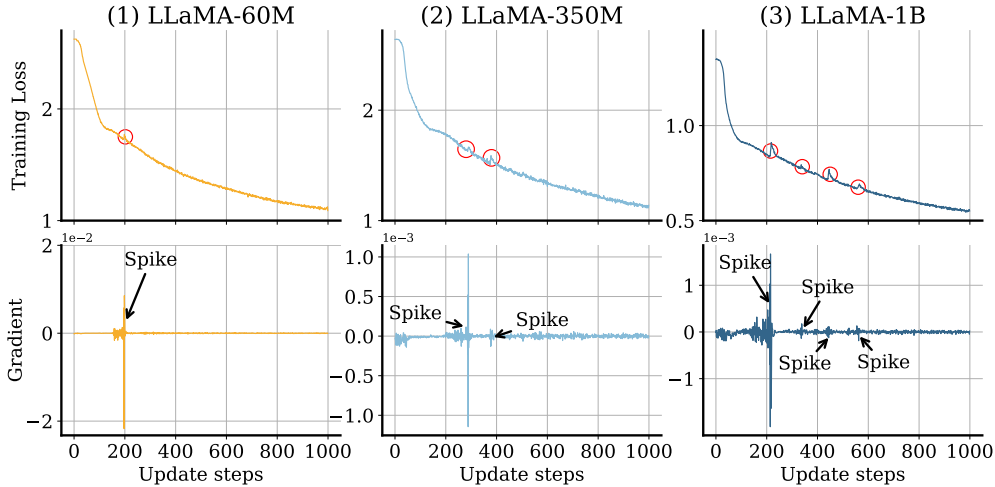 (1) LLaMA-60M
(2) LLaMA-350M
(3) LLaMA-1B
Training Loss
2
1
2
1
1.0
0.5
Gradient
1e−2
2
0
−2
Spike
0 200 400 600 800 1000
Update steps
1e−3
1.0
0.5
0.0
−0.5
−1.0
Spike
Spike
0 200 400 600 800 1000
Update steps
1e−3
1
0
−1
Spike
Spike
Spike
Spike
0 200 400 600 800 1000
Update steps